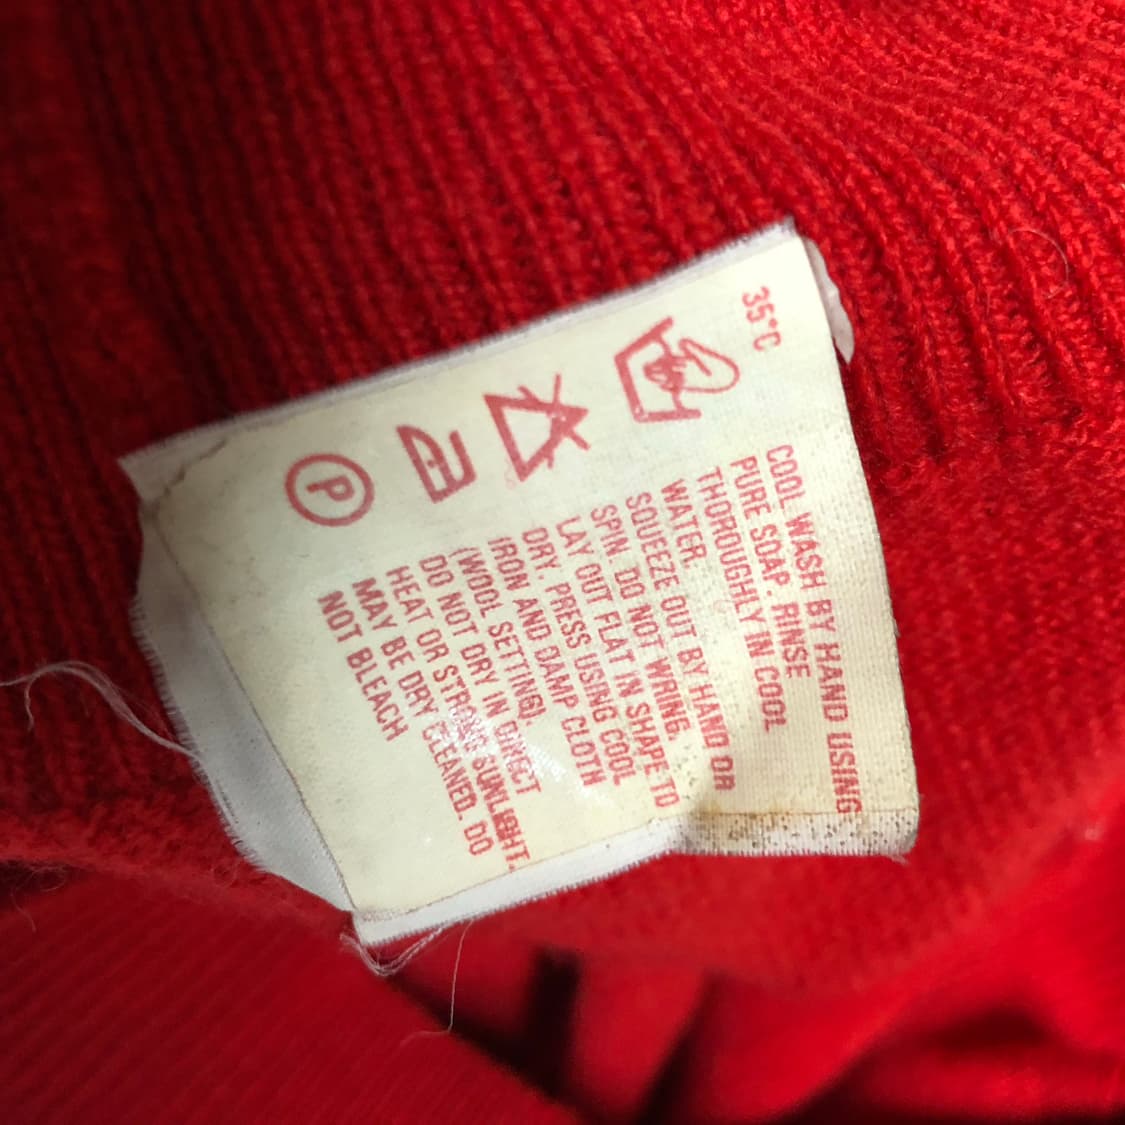 35°C
COOL WASH BY HAND USING
PURE SOAP. RINSE
THOROUGHLY IN COOL
WATER.
SQUEEZE OUT BY HAND OR
SPIN. DO NOT WRING.
LAY OUT FLAT IN SHAPE TO
DRY. PRESS USING COOL
IRON AND DAMP CLOTH
(WOOL SETTING).
DO NOT DRY IN DIRECT
HEAT OR STRONG SUNLIGHT.
MAY BE DRY CLEANED. DO
NOT BLEACH
P